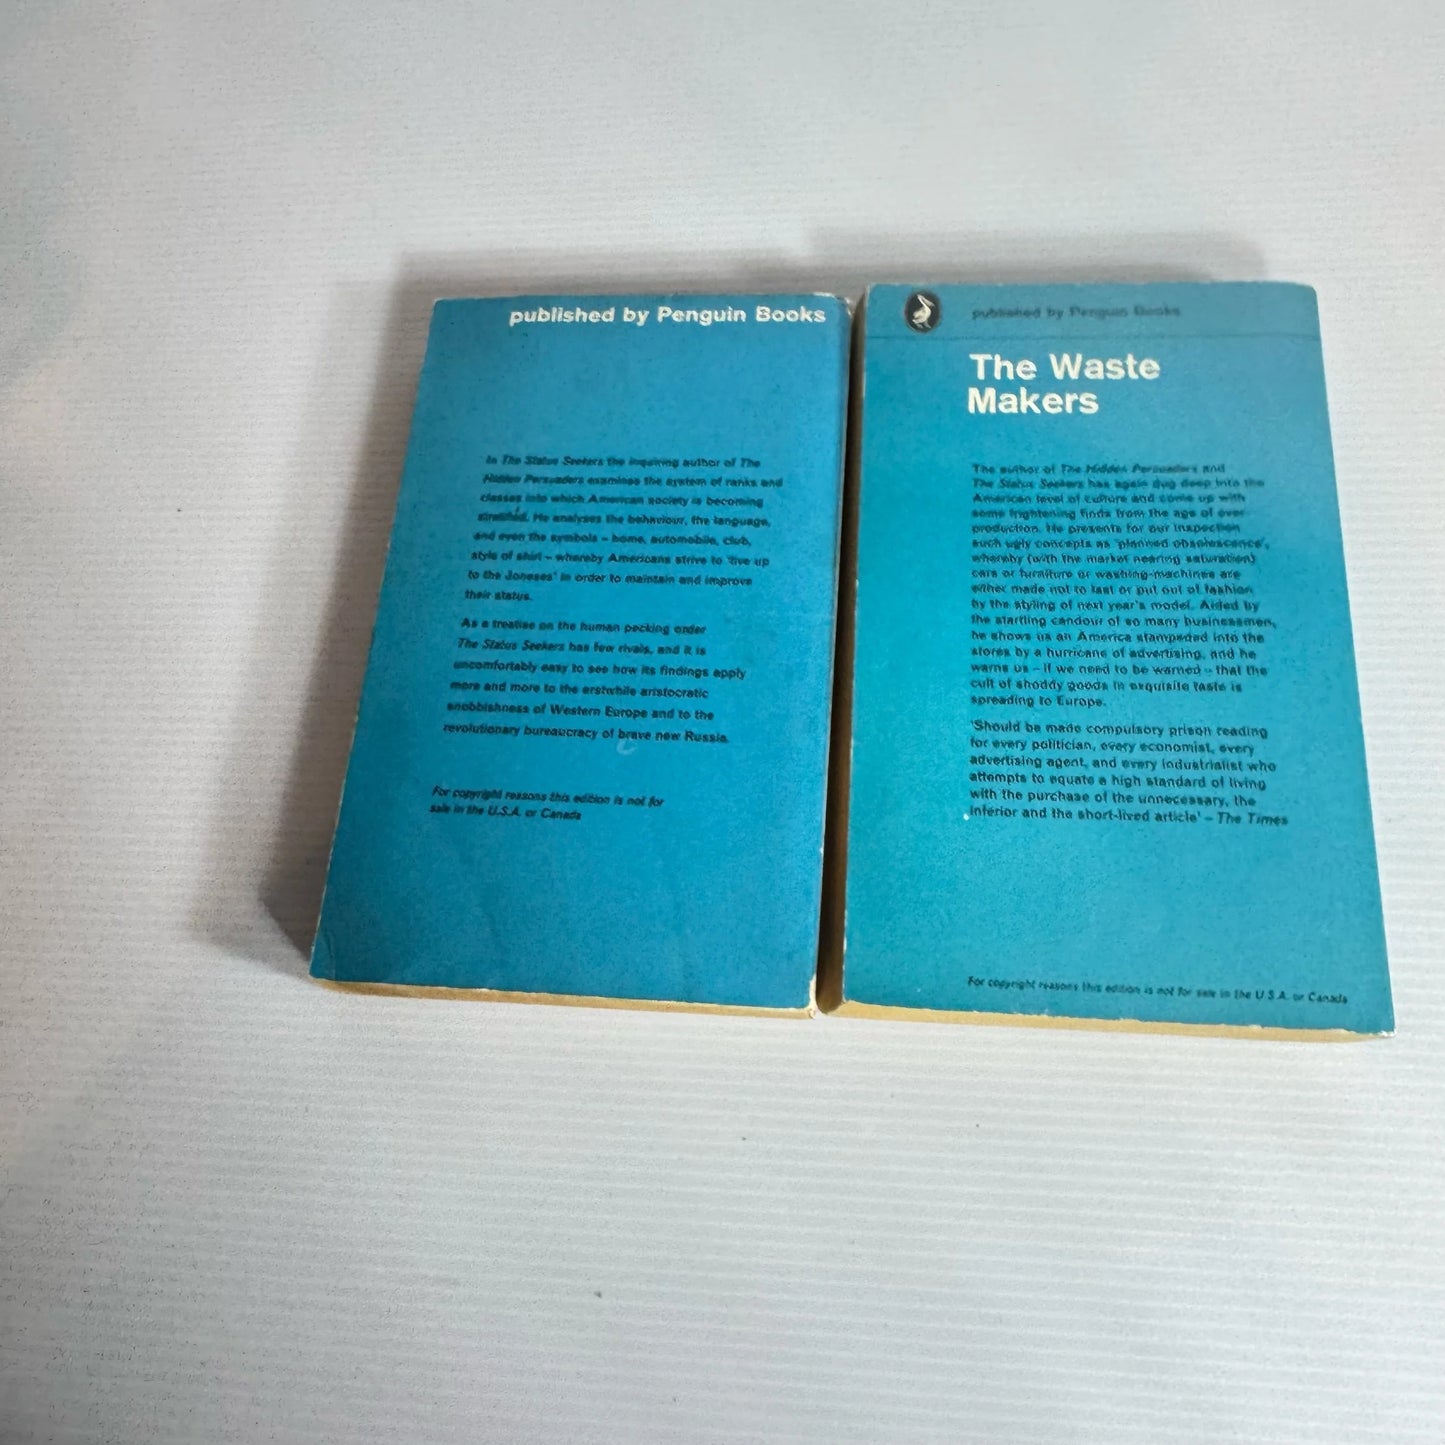 published by Penguin Books
In The Status Seekers the inquiring author of The
Hidden Persuaders examines the system of ranks and
classes into which American society is becoming
stratified. He analyses the behaviour, the language,
and even the symbols – home, automobile, club,
style of shirt – whereby Americans strive to 'live up
to the Joneses' in order to maintain and improve
their status.
As a treatise on the human pecking order
The Status Seekers has few rivals, and it is
uncomfortably easy to see how its findings apply
more and more to the erstwhile aristocratic
snobbishness of Western Europe and to the
revolutionary bureaucracy of brave new Russia.
For copyright reasons this edition is not for
sale in the U.S.A. or Canada
published by Penguin Books
The Waste
Makers
The author of The Hidden Persuaders and
The Status Seekers has again dug deep into the
American level of culture and come up with
some frightening finds from the age of over
production. He presents for our inspection
such ugly concepts as 'planned obsolescence',
whereby (with the market nearing saturation)
cars or furniture or washing-machines are
either made not to last or put out of fashion
by the styling of next year's model. Aided by
the startling candour of so many businessmen,
he shows us an America stampeded into the
stores by a hurricane of advertising, and he
warns us – if we need to be warned – that the
cult of shoddy goods in exquisite taste is
spreading to Europe.
'Should be made compulsory prison reading
for every politician, every economist, every
advertising agent, and every industrialist who
attempts to equate a high standard of living
with the purchase of the unnecessary, the
inferior and the short-lived article' – The Times
For copyright reasons this edition is not for sale in the U S A. or Canada